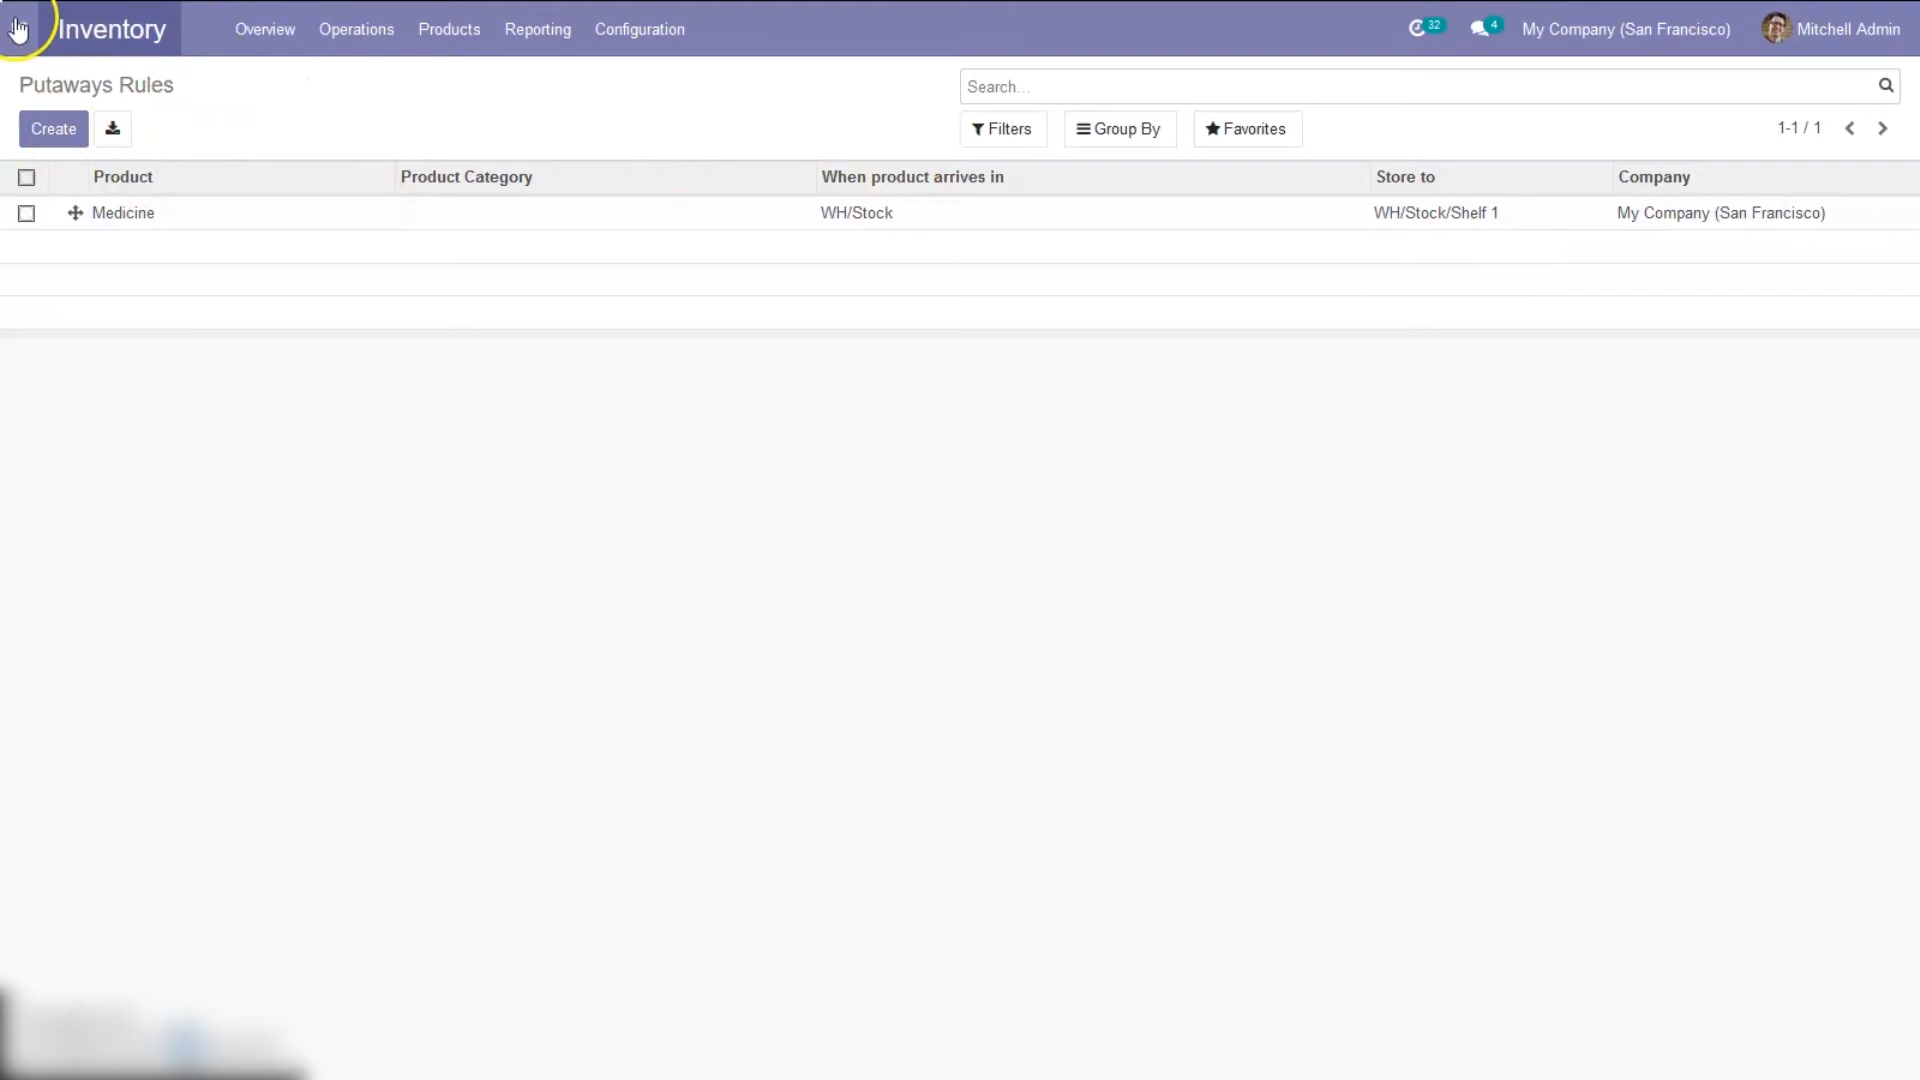 Inventory Overview Operations Products Reporting Configuration 32 4 My Company (San Francisco) Mitchell Admin
Putaways Rules
Search...
Create Filters Group By Favorites 1-1 / 1
Product Product Category When product arrives in Store to Company
Medicine WH/Stock WH/Stock/Shelf 1 My Company (San Francisco)